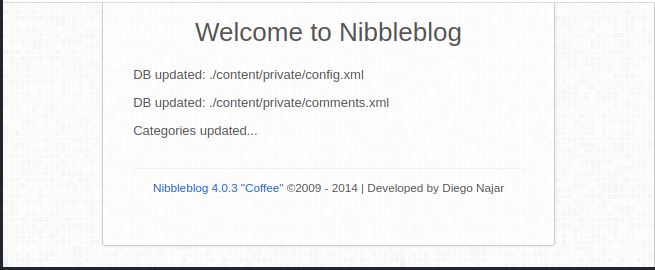 Welcome to Nibbleblog
DB updated: ./content/private/config.xml
DB updated: ./content/private/comments.xml
Categories updated...
Nibbleblog 4.0.3 "Coffee" ©2009 - 2014 | Developed by Diego Najar